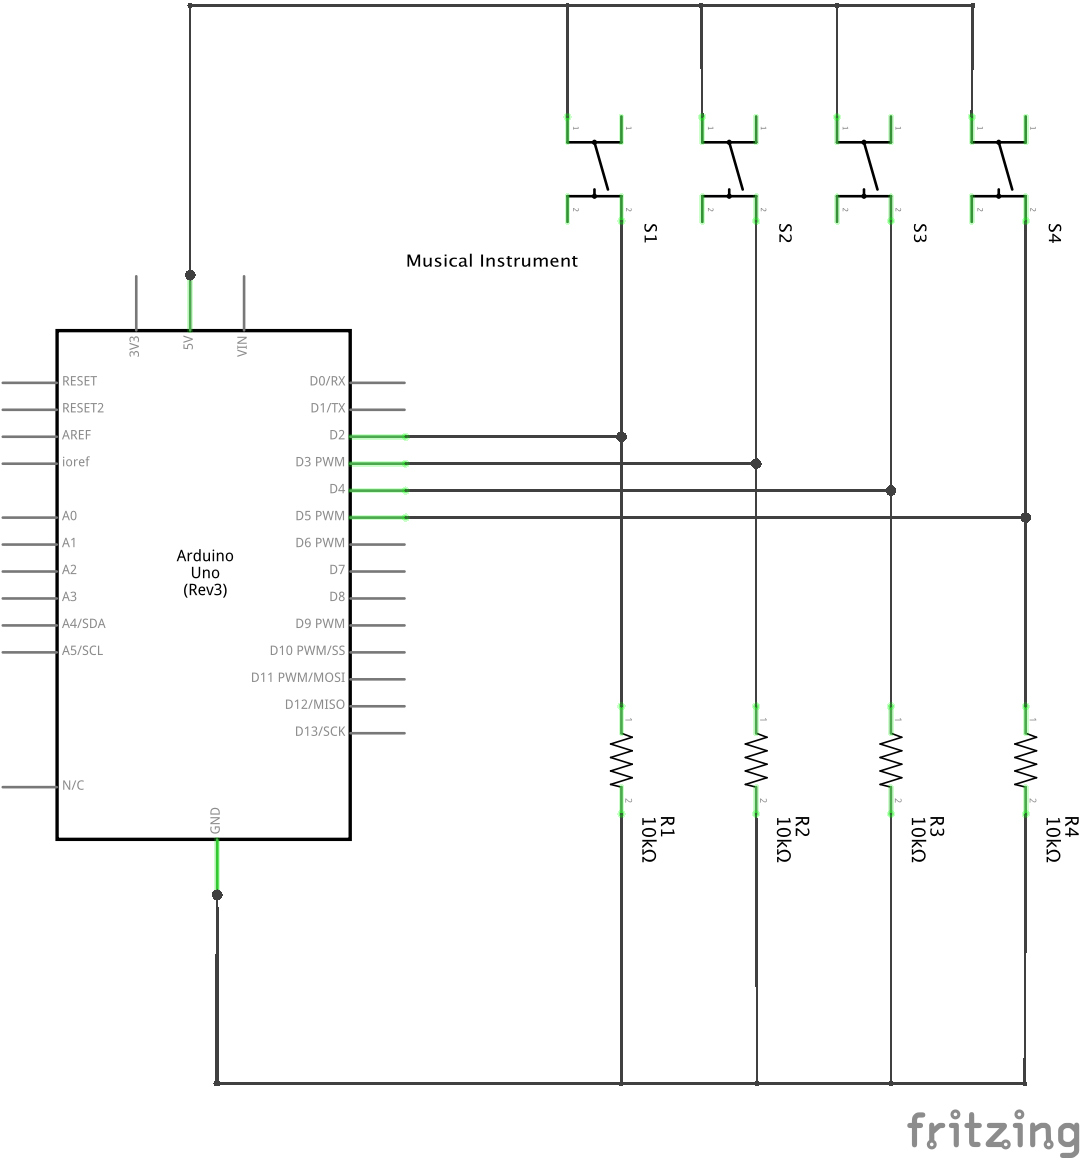 1
1
1
1
1
1
1
1
2
2
2
2
2
2
2
2
S1
S2
S3
S4
Musical Instrument
3V3
5V
VIN
RESET
D0/RX
RESET2
D1/TX
AREF
D2
ioref
D3 PWM
D4
A0
D5 PWM
A1
D6 PWM
Arduino
Uno
(Rev3)
A2
D7
A3
D8
A4/SDA
D9 PWM
A5/SCL
D10 PWM/SS
D11 PWM/MOSI
D12/MISO
D13/SCK
N/C
GND
1
1
1
1
2
2
2
2
R1
10kΩ
R2
10kΩ
R3
10kΩ
R4
10kΩ
fritzing